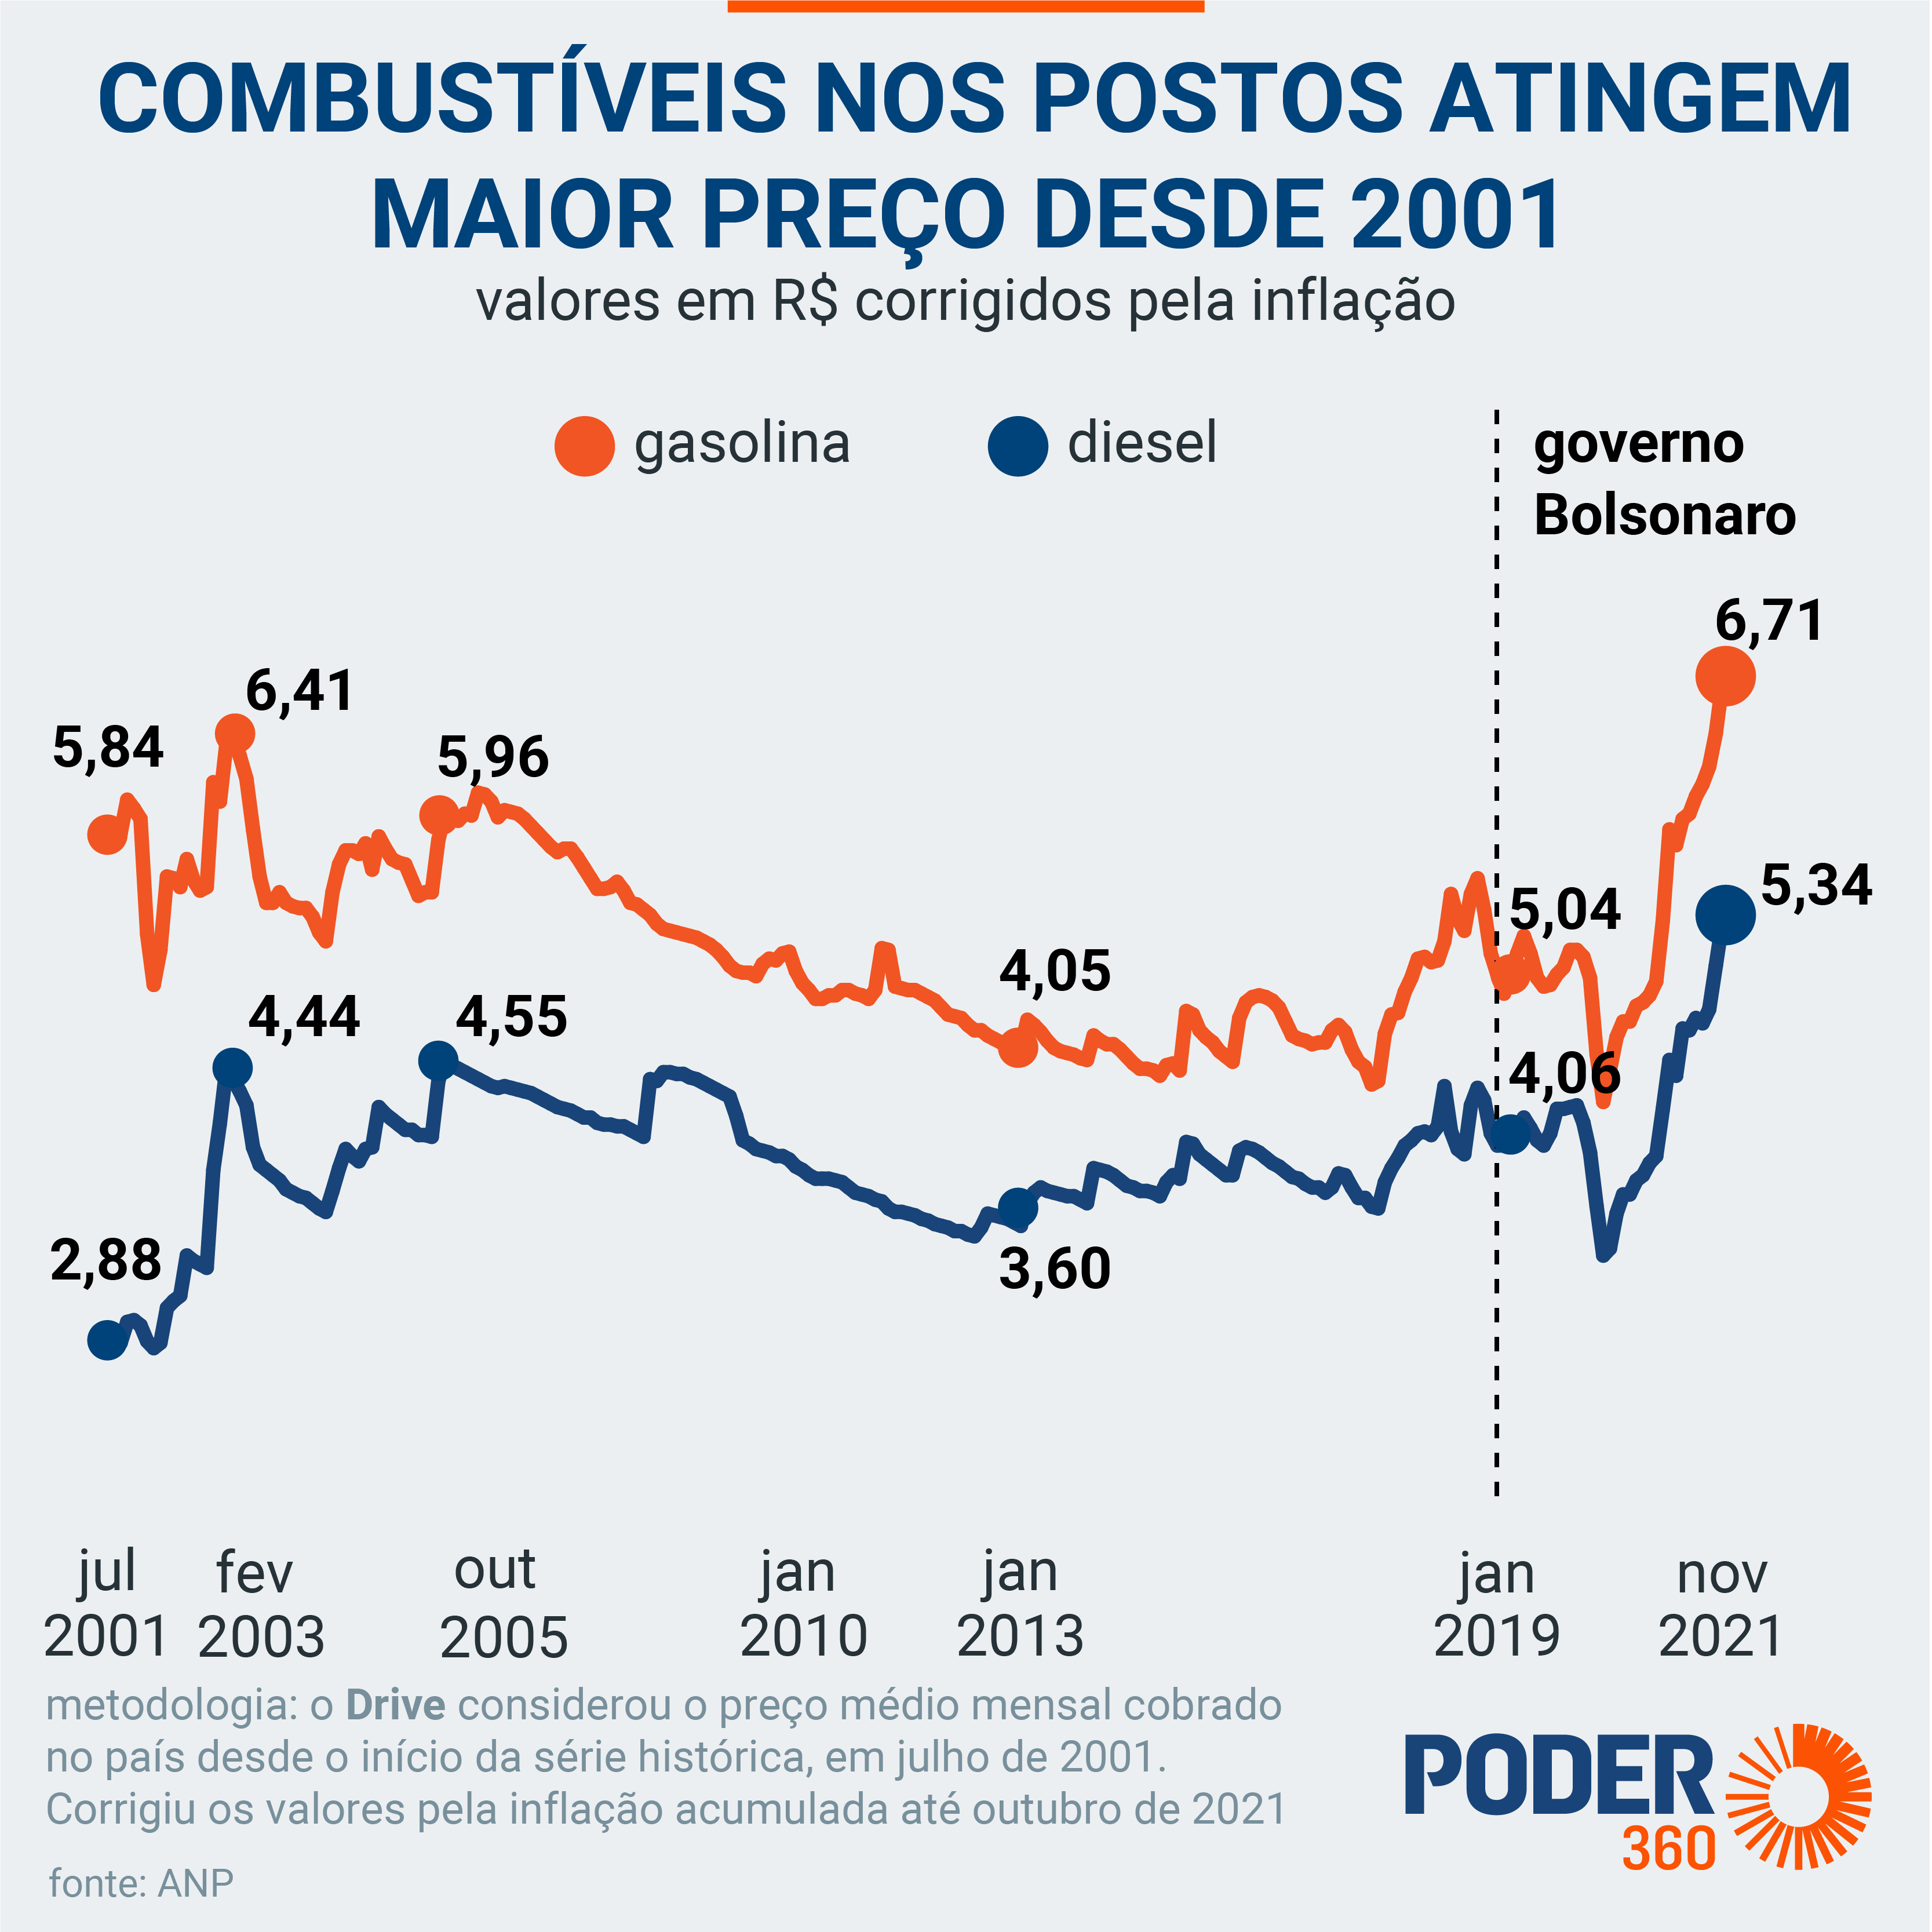 COMBUSTÍVEIS NOS POSTOS ATINGEM
MAIOR PREÇO DESDE 2001
valores em R$ corrigidos pela inflação
gasolina
diesel
governo
Bolsonaro
6,71
6,41
5,84
5,96
5,34
5,04
4,05
4,44
4,55
4,06
2,88
3,60
jul
2001
fev
2003
out
2005
jan
2010
jan
2013
jan
2019
nov
2021
metodologia: o Drive considerou o preço médio mensal cobrado
no país desde o início da série histórica, em julho de 2001.
Corrigiu os valores pela inflação acumulada até outubro de 2021
fonte: ANP
PODER
360